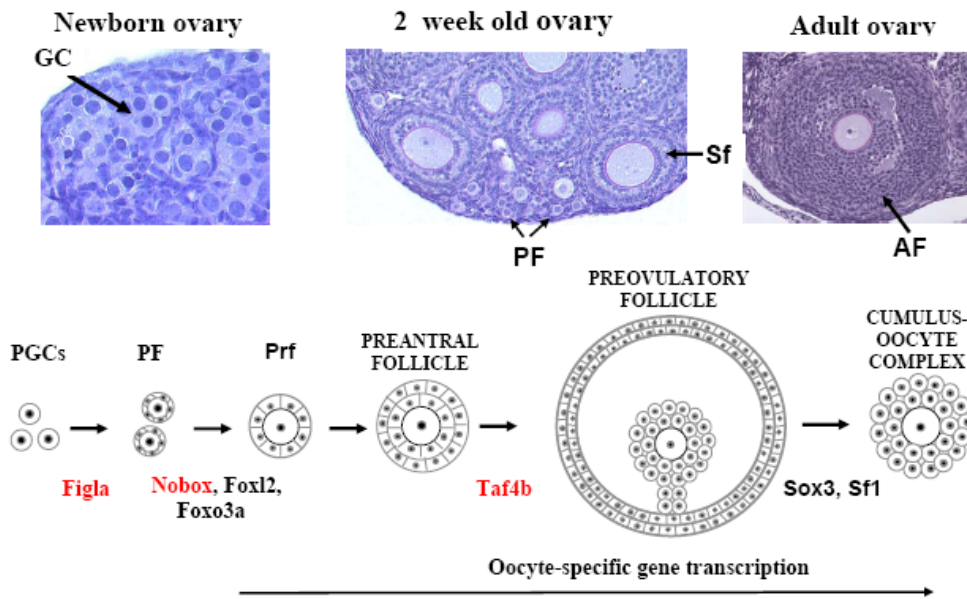 Newborn ovary
2 week old ovary
Adult ovary
GC
Sf
PF
AF
PREOVULATORY
FOLLICLE
CUMULUS-
OOCYTE
COMPLEX
PREANTRAL
FOLLICLE
PGCs
PF
Prf
Figla
Nobox, Foxl2,
Foxo3a
Taf4b
Sox3, Sf1
Oocyte-specific gene transcription